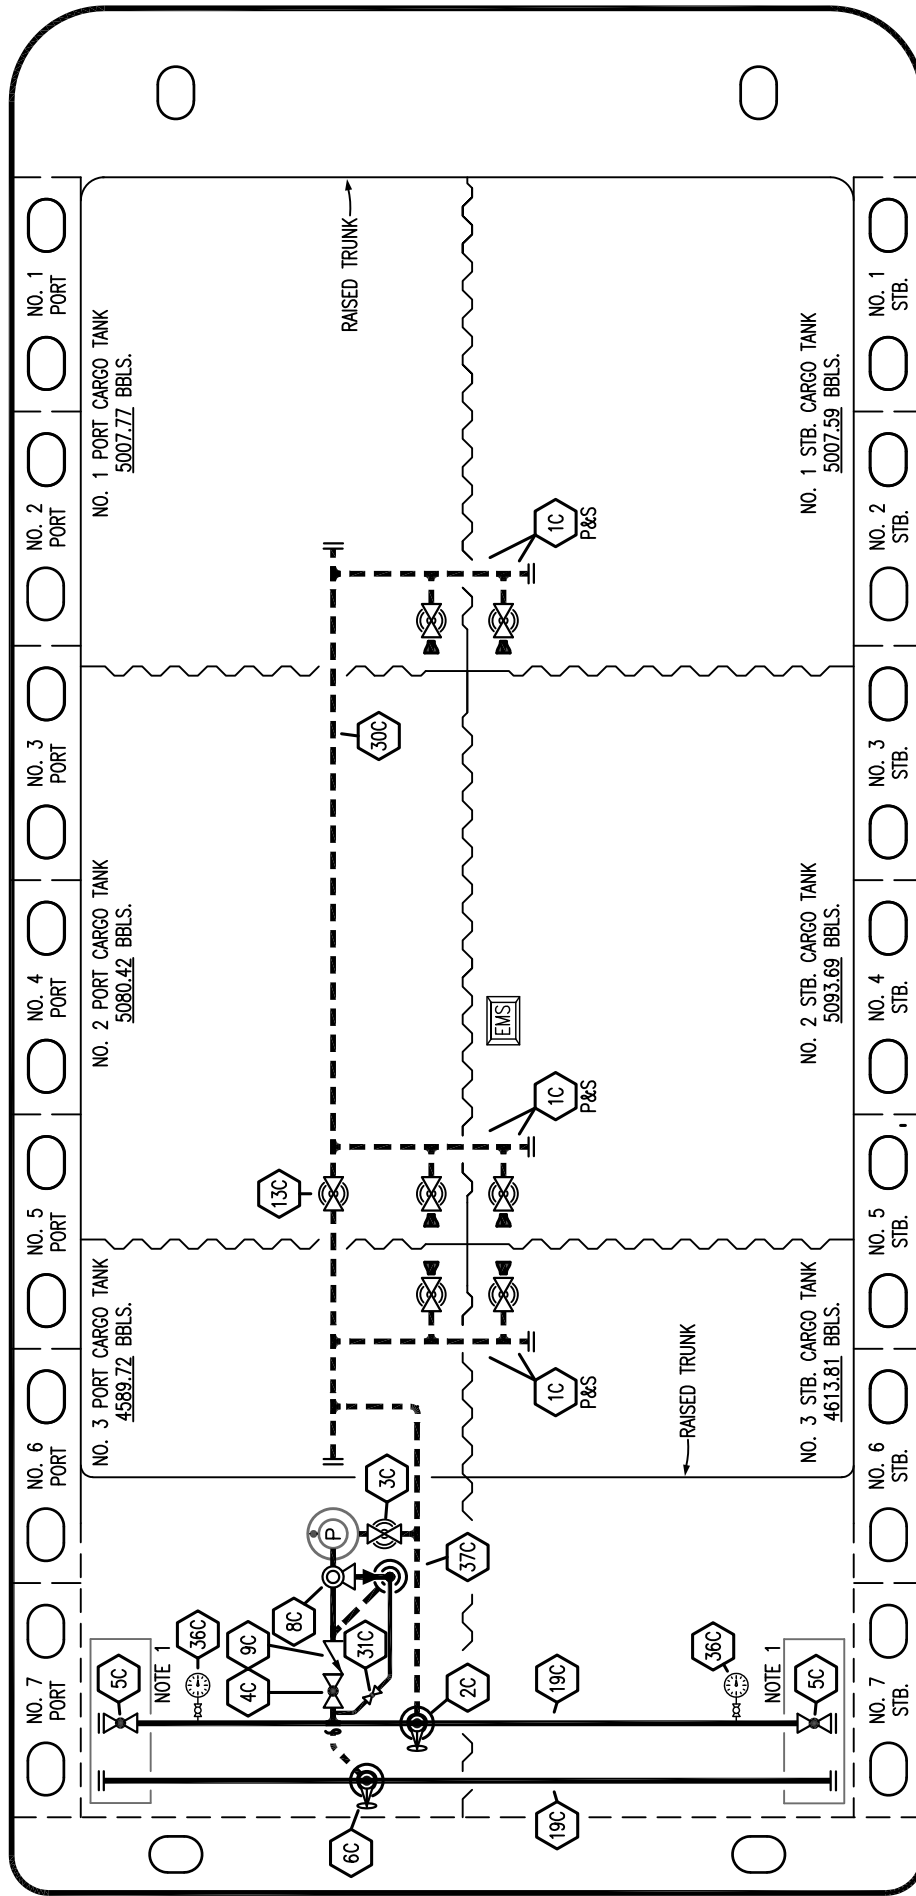 NO. 1
PORT
NO. 2
PORT
NO. 3
PORT
NO. 4
PORT
NO. 5
PORT
NO. 6
PORT
NO. 7
PORT
NO. 1 PORT CARGO TANK
5007.77 BBLS.
NO. 2 PORT CARGO TANK
5080.42 BBLS.
NO. 3 PORT CARGO TANK
4589.72 BBLS.
RAISED TRUNK
30C
13C
1C
P&S
1C
P&S
1C
P&S
EMS
P
3C
8C
37C
9C
31C
4C
36C
5C
NOTE 1
2C
6C
19C
19C
36C
NOTE 1
5C
RAISED TRUNK
NO. 1 STB. CARGO TANK
5007.59 BBLS.
NO. 2 STB. CARGO TANK
5093.69 BBLS.
NO. 3 STB. CARGO TANK
4613.81 BBLS.
NO. 1
STB.
NO. 2
STB.
NO. 3
STB.
NO. 4
STB.
NO. 5
STB.
NO. 6
STB.
NO. 7
STB.